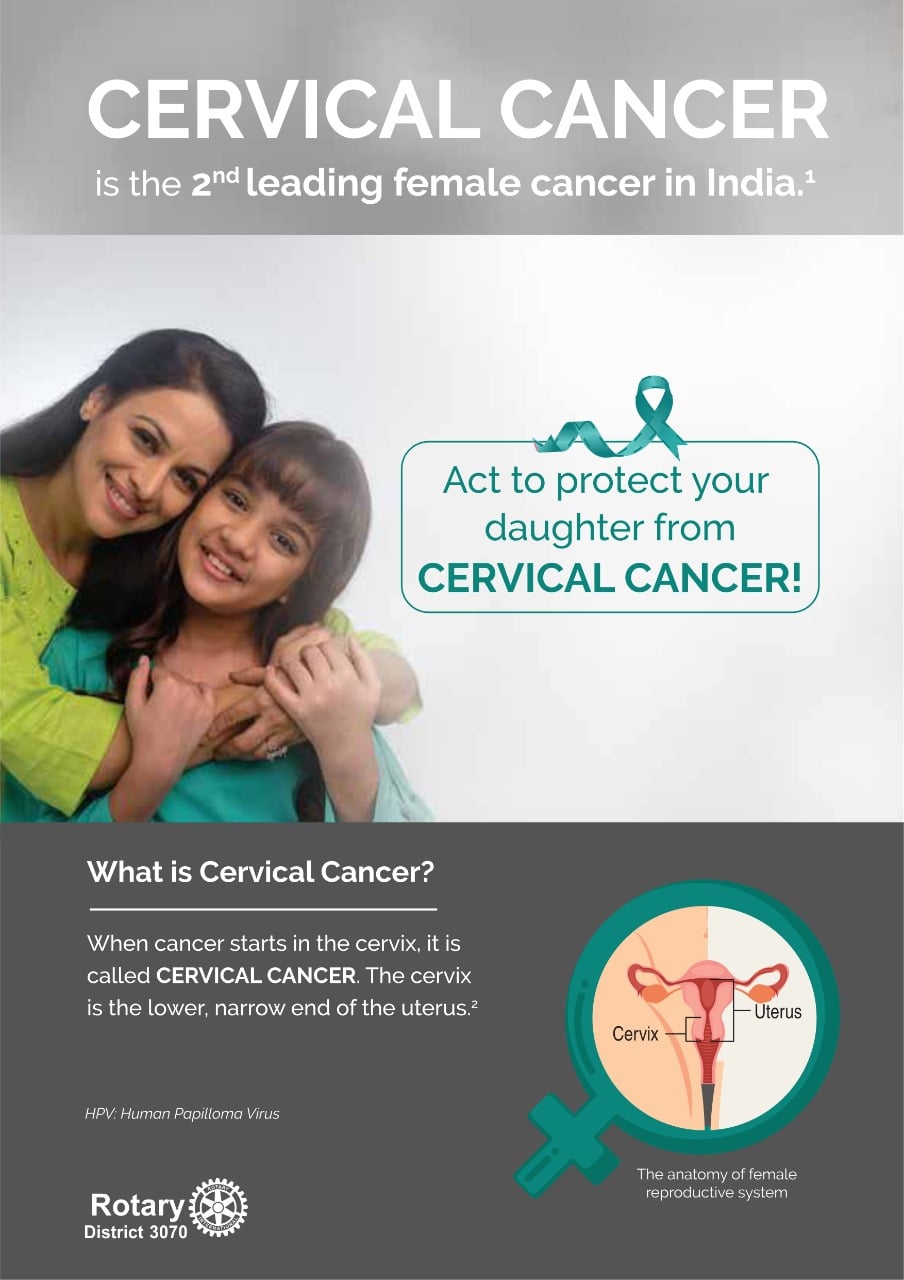 CERVICAL CANCER
is the 2nd leading female cancer in India.1
Act to protect your
daughter from
CERVICAL CANCER!
What is Cervical Cancer?
When cancer starts in the cervix, it is
called CERVICAL CANCER. The cervix
is the lower, narrow end of the uterus.2
Uterus
Cervix
HPV: Human Papilloma Virus
The anatomy of female
reproductive system
Rotary
District 3070
ROTARY
INTERNATIONAL